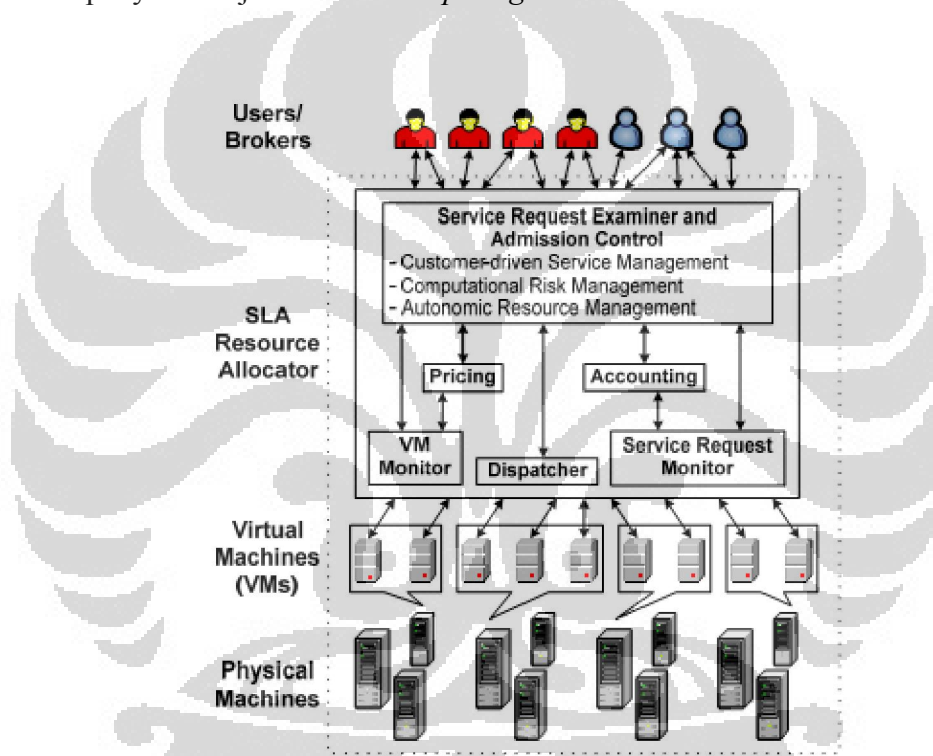 Users/
Brokers
Service Request Examiner and
Admission Control
- Customer-driven Service Management
- Computational Risk Management
- Autonomic Resource Management
SLA
Resource
Allocator
Pricing
Accounting
VM
Monitor
Dispatcher
Service Request
Monitor
Virtual
Machines
(VMs)
Physical
Machines